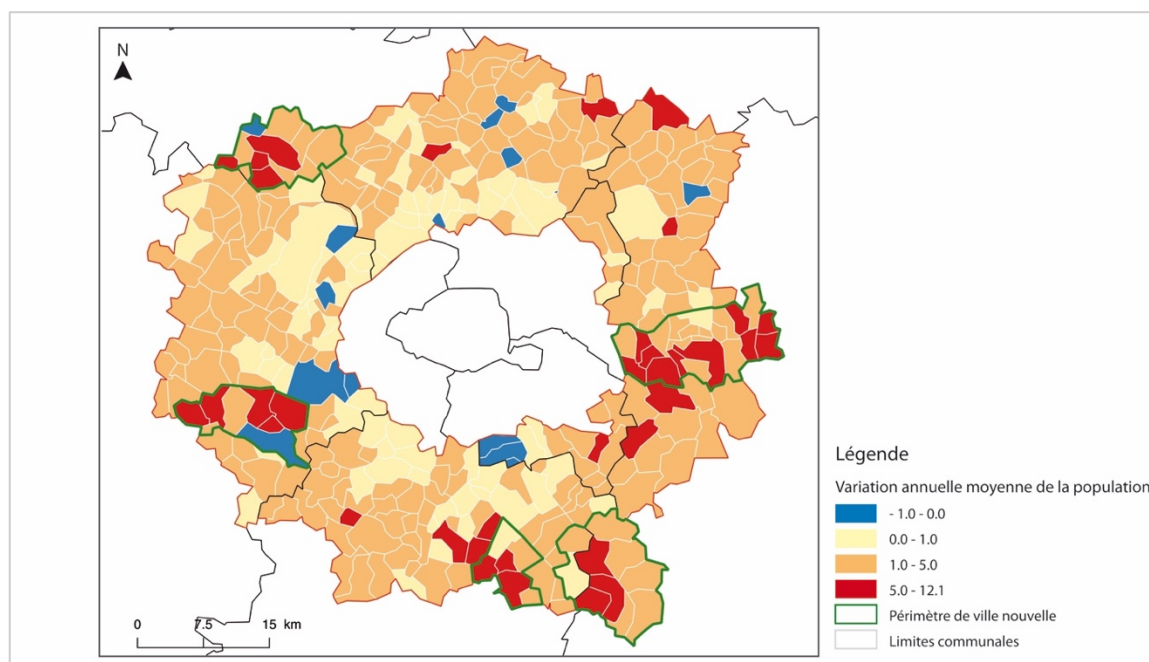 N
0 7.5 15 km
Légende
Variation annuelle moyenne de la population
- 1.0 - 0.0
0.0 - 1.0
1.0 - 5.0
5.0 - 12.1
Périmètre de ville nouvelle
Limites communales